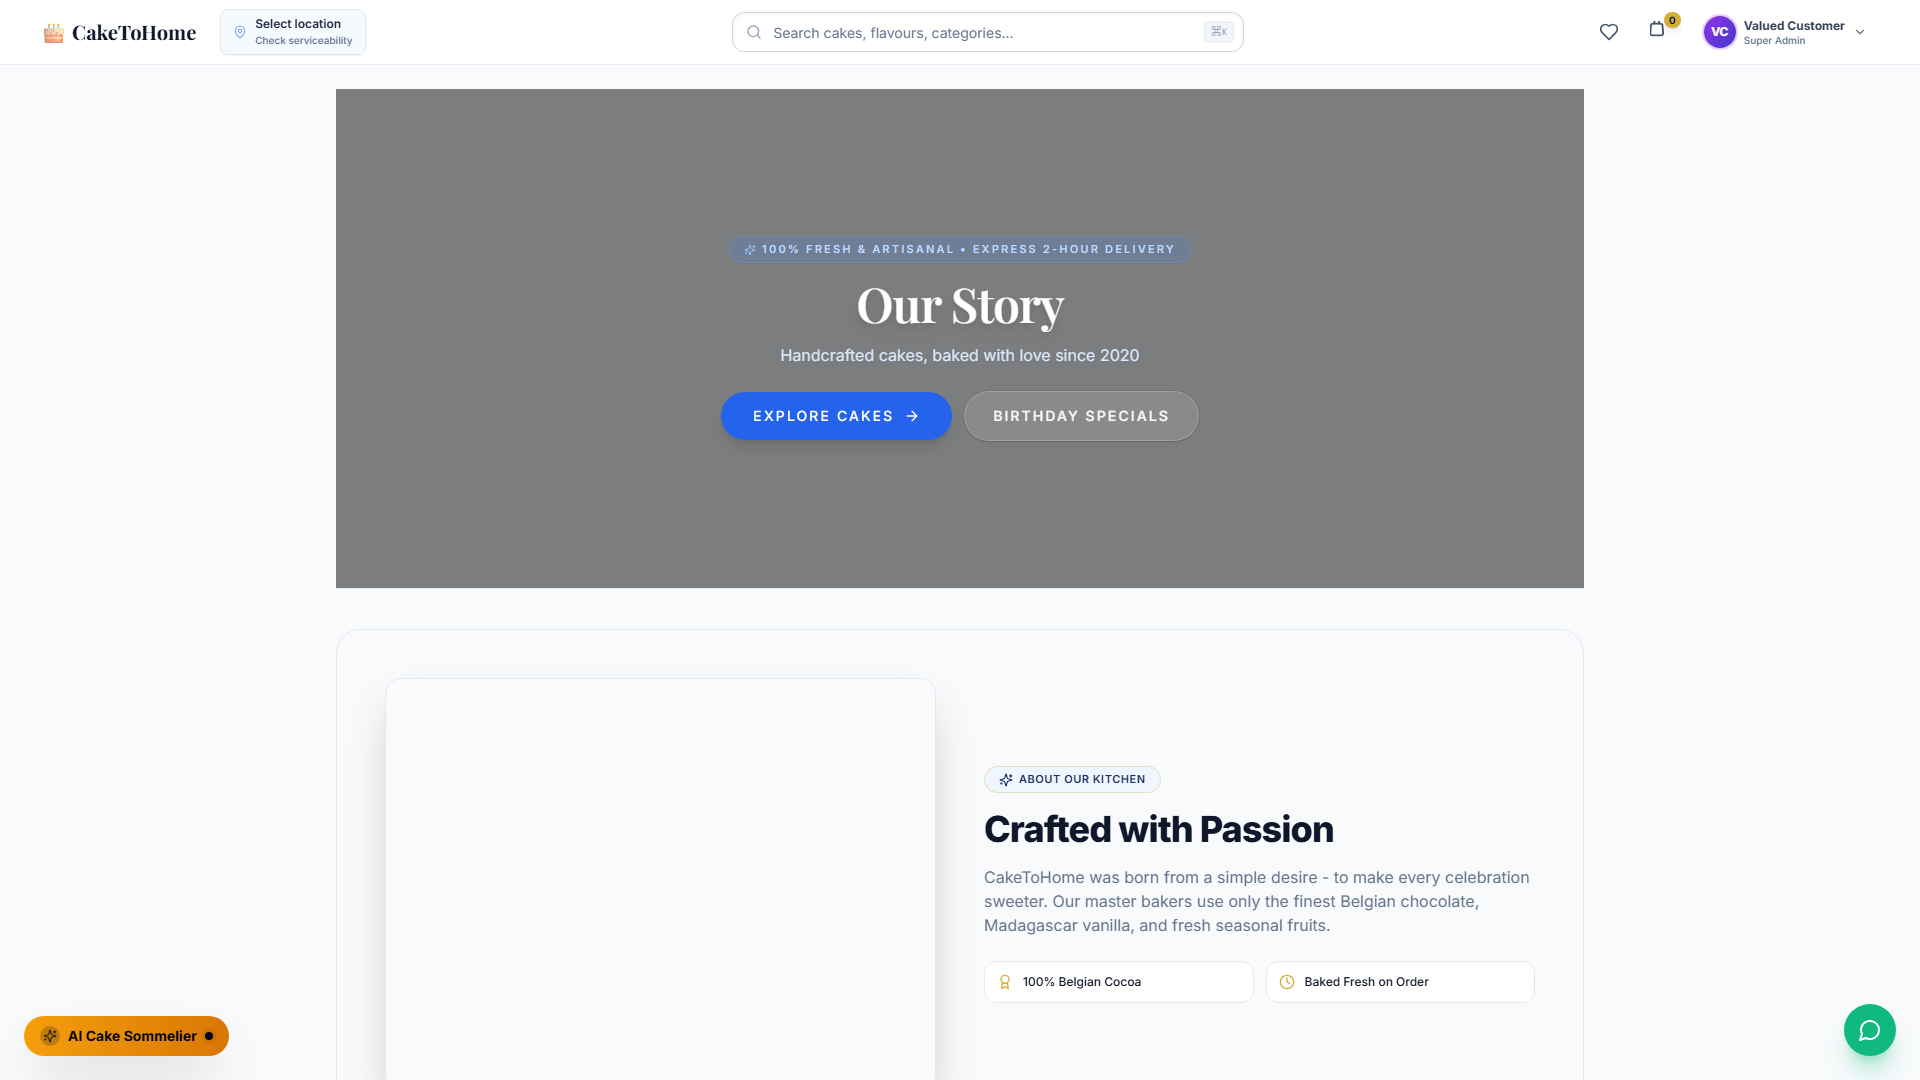 CakeToHome
Select location
Check serviceability
Search cakes, flavours, categories...
⌘K
0
VC
Valued Customer
Super Admin
100% FRESH & ARTISANAL • EXPRESS 2-HOUR DELIVERY
Our Story
Handcrafted cakes, baked with love since 2020
EXPLORE CAKES
BIRTHDAY SPECIALS
ABOUT OUR KITCHEN
Crafted with Passion
CakeToHome was born from a simple desire - to make every celebration
sweeter. Our master bakers use only the finest Belgian chocolate,
Madagascar vanilla, and fresh seasonal fruits.
100% Belgian Cocoa
Baked Fresh on Order
AI Cake Sommelier